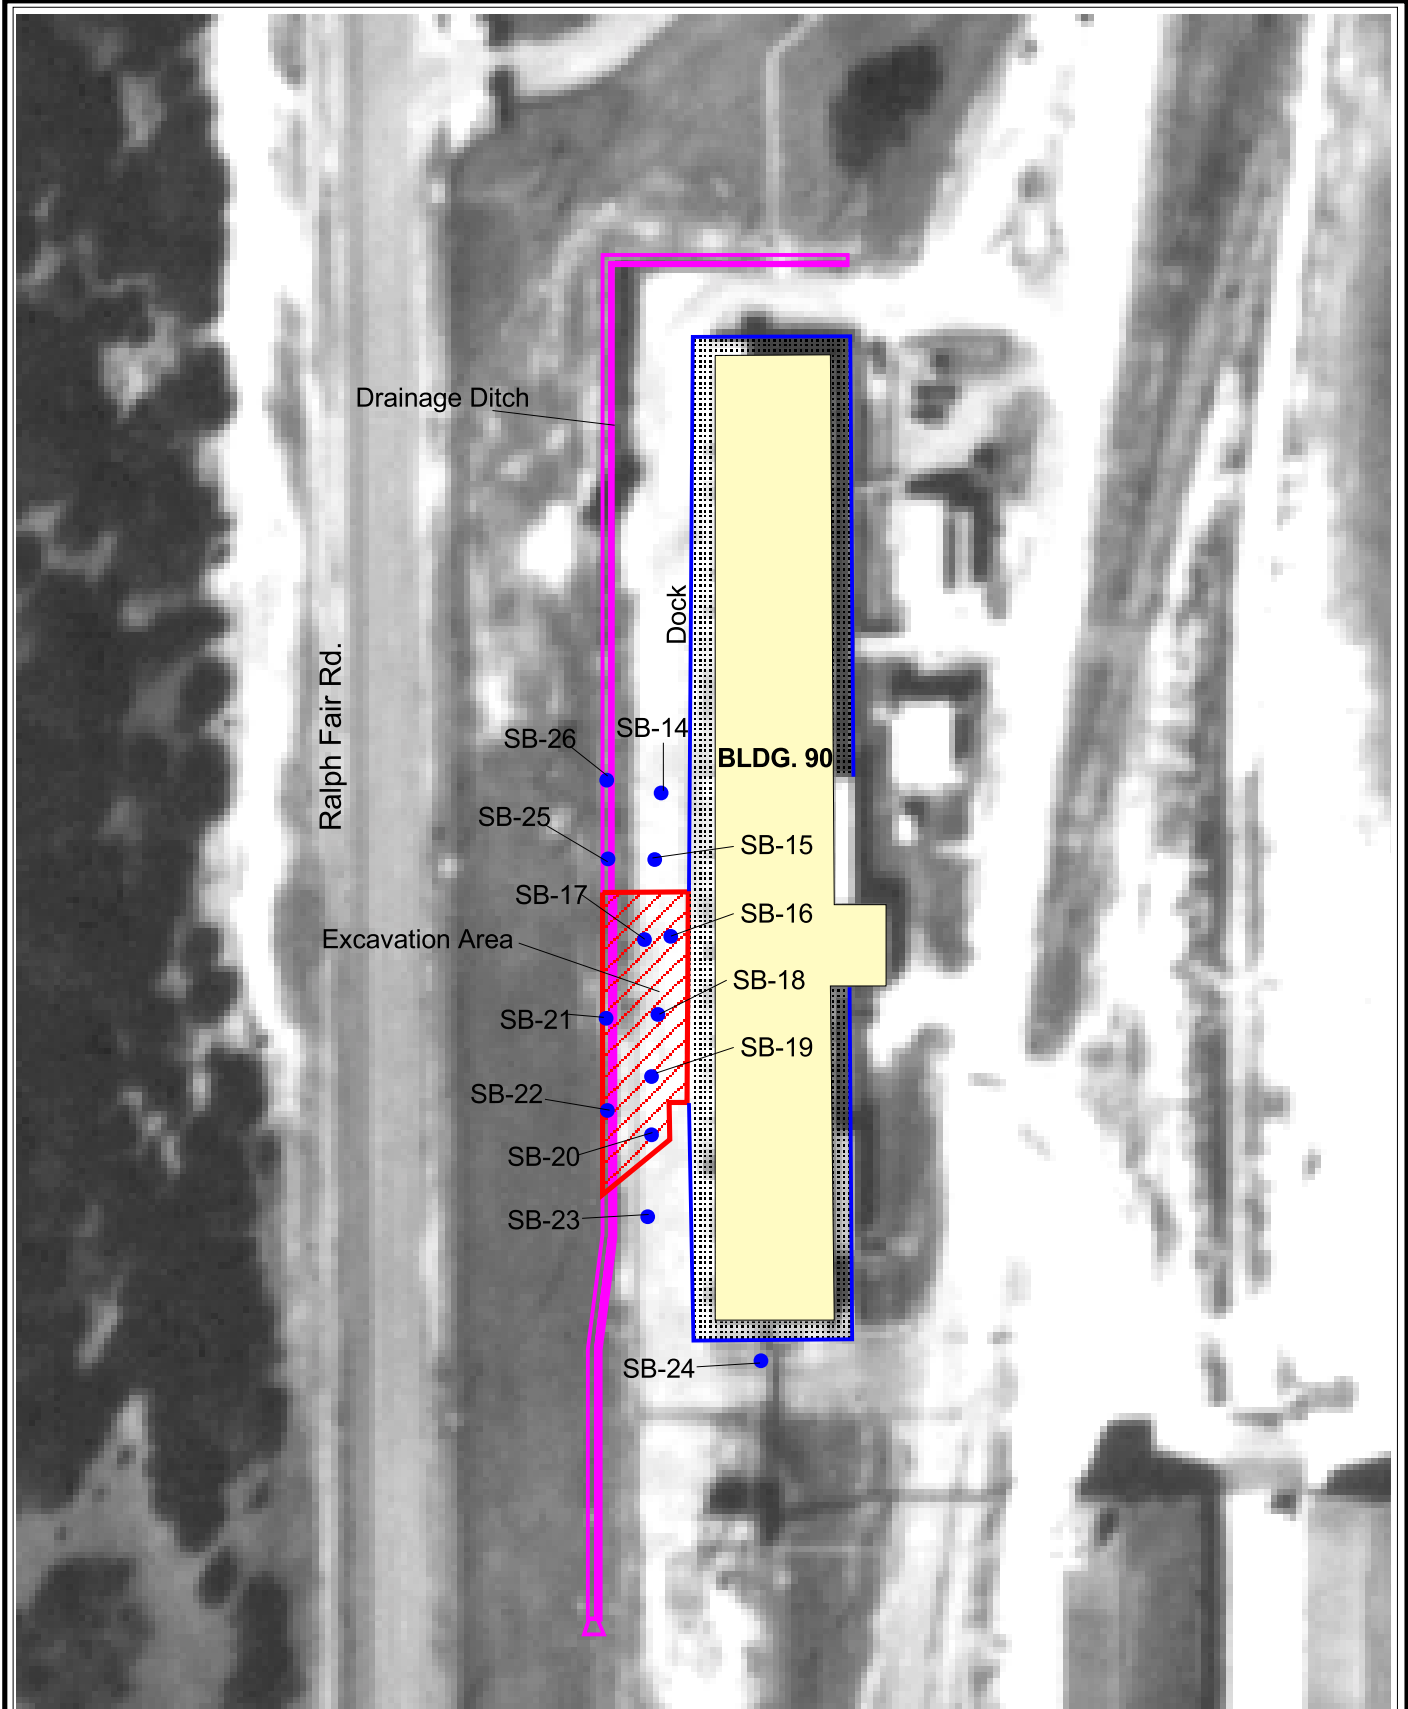 Drainage Ditch
Dock
Ralph Fair Rd.
SB-14
SB-26
BLDG. 90
SB-25
SB-15
SB-17
SB-16
Excavation Area
SB-18
SB-21
SB-19
SB-22
SB-20
SB-23
SB-24